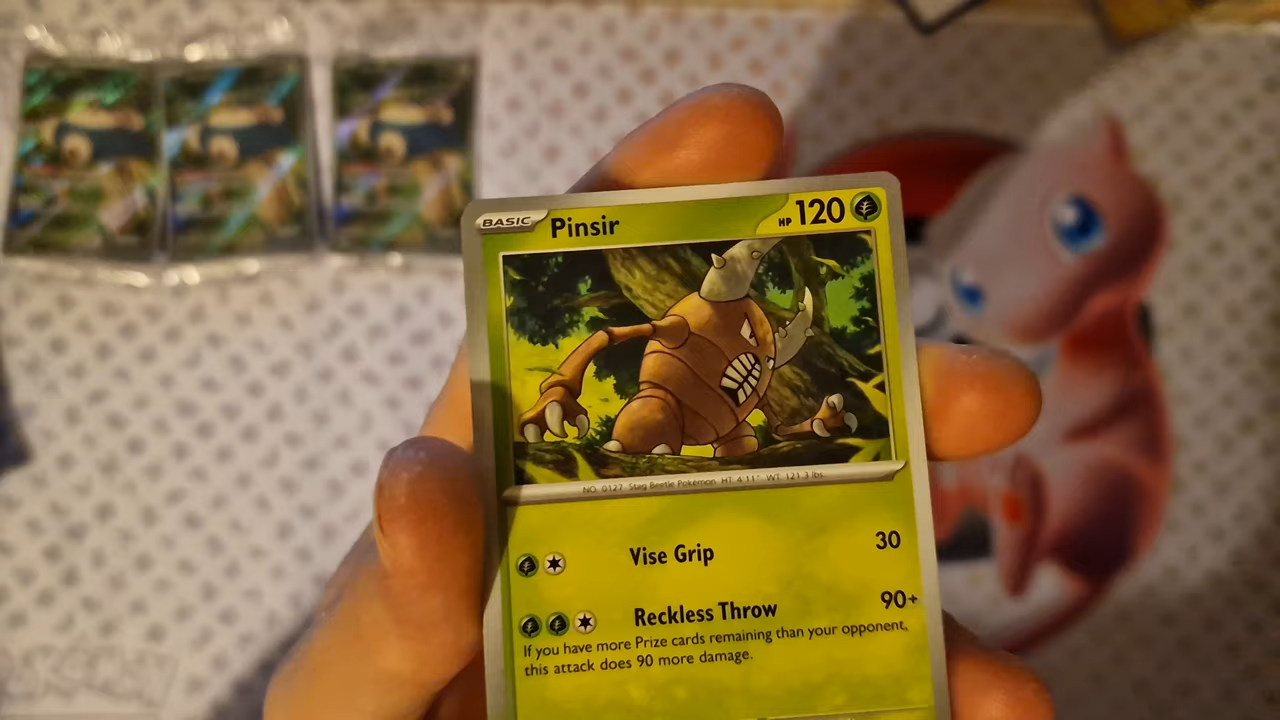 BASIC Pinsir HP 120
NO. 0127 Stag Beetle Pokémon HT: 4'11" WT: 121.3 lbs.
Vise Grip 30
Reckless Throw 90+
If you have more Prize cards remaining than your opponent,
this attack does 90 more damage.